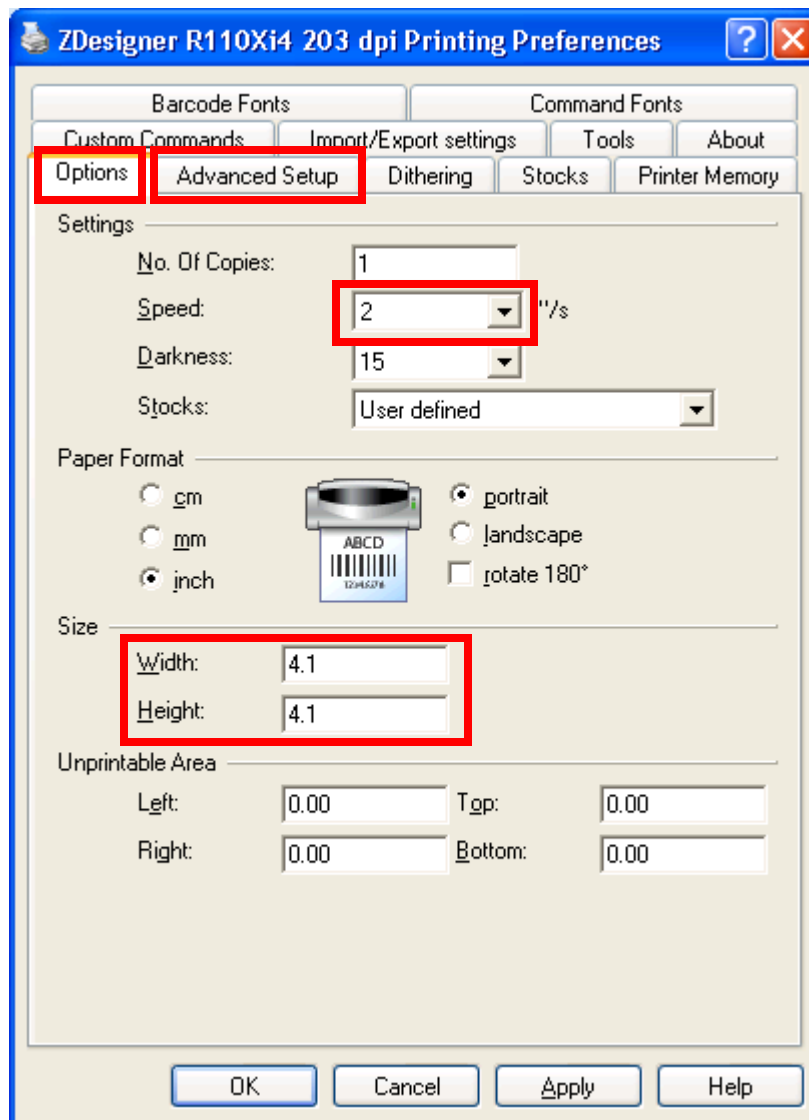 ZDesigner R110Xi4 203 dpi Printing Preferences
Barcode Fonts Command Fonts
Custom Commands Import/Export settings Tools About
Options Advanced Setup Dithering Stocks Printer Memory
Settings
No. Of Copies: 1
Speed: 2 "/s
Darkness: 15
Stocks: User defined
Paper Format
cm portrait
mm landscape
inch rotate 180°
ABCD
12345678
Size
Width: 4.1
Height: 4.1
Unprintable Area
Left: 0.00 Top: 0.00
Right: 0.00 Bottom: 0.00
OK Cancel Apply Help